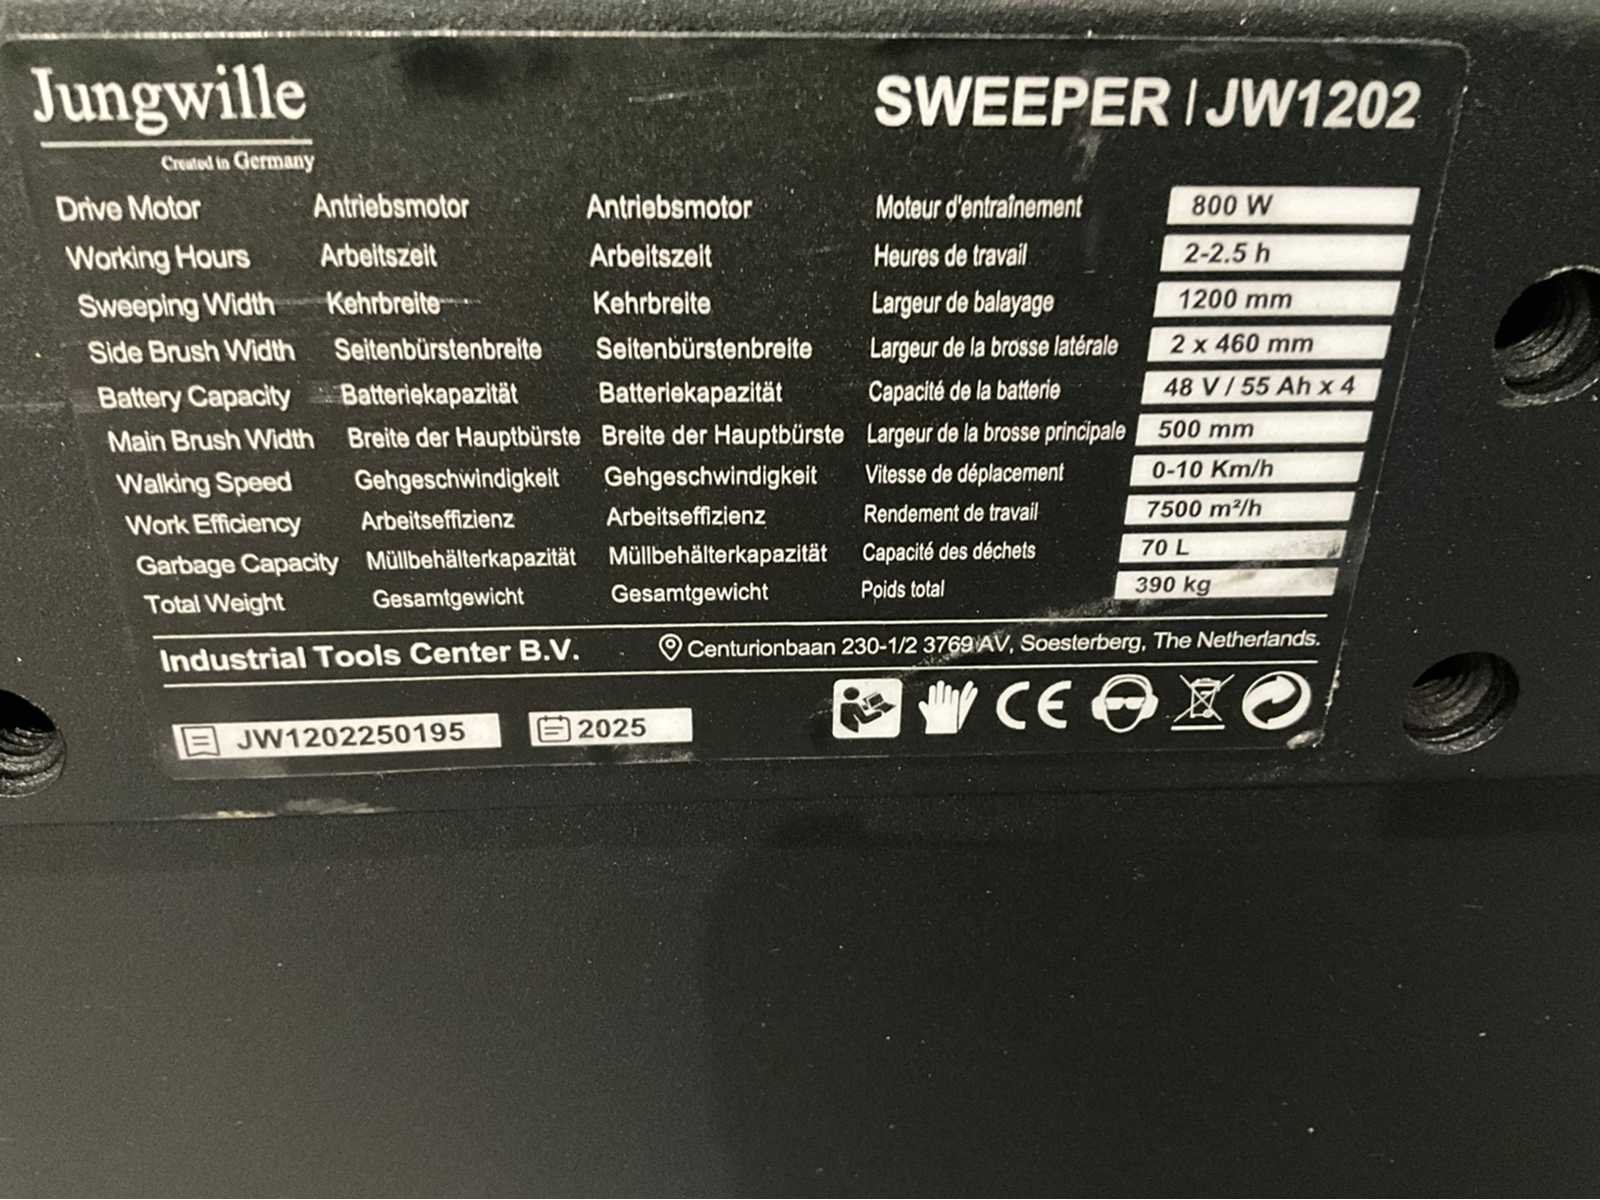 Jungwille
Created in Germany
SWEEPER | JW1202
Drive Motor Antriebsmotor Antriebsmotor Moteur d'entraînement 800 W
Working Hours Arbeitszeit Arbeitszeit Heures de travail 2-2.5 h
Sweeping Width Kehrbreite Kehrbreite Largeur de balayage 1200 mm
Side Brush Width Seitenbürstenbreite Seitenbürstenbreite Largeur de la brosse latérale 2 x 460 mm
Battery Capacity Batteriekapazität Batteriekapazität Capacité de la batterie 48 V / 55 Ah x 4
Main Brush Width Breite der Hauptbürste Breite der Hauptbürste Largeur de la brosse principale 500 mm
Walking Speed Gehgeschwindigkeit Gehgeschwindigkeit Vitesse de déplacement 0-10 Km/h
Work Efficiency Arbeitseffizienz Arbeitseffizienz Rendement de travail 7500 m²/h
Garbage Capacity Müllbehälterkapazität Müllbehälterkapazität Capacité des déchets 70 L
Total Weight Gesamtgewicht Gesamtgewicht Poids total 390 kg
Industrial Tools Center B.V. Centurionbaan 230-1/2 3769 AV, Soesterberg, The Netherlands.
JW1202250195 2025 CE